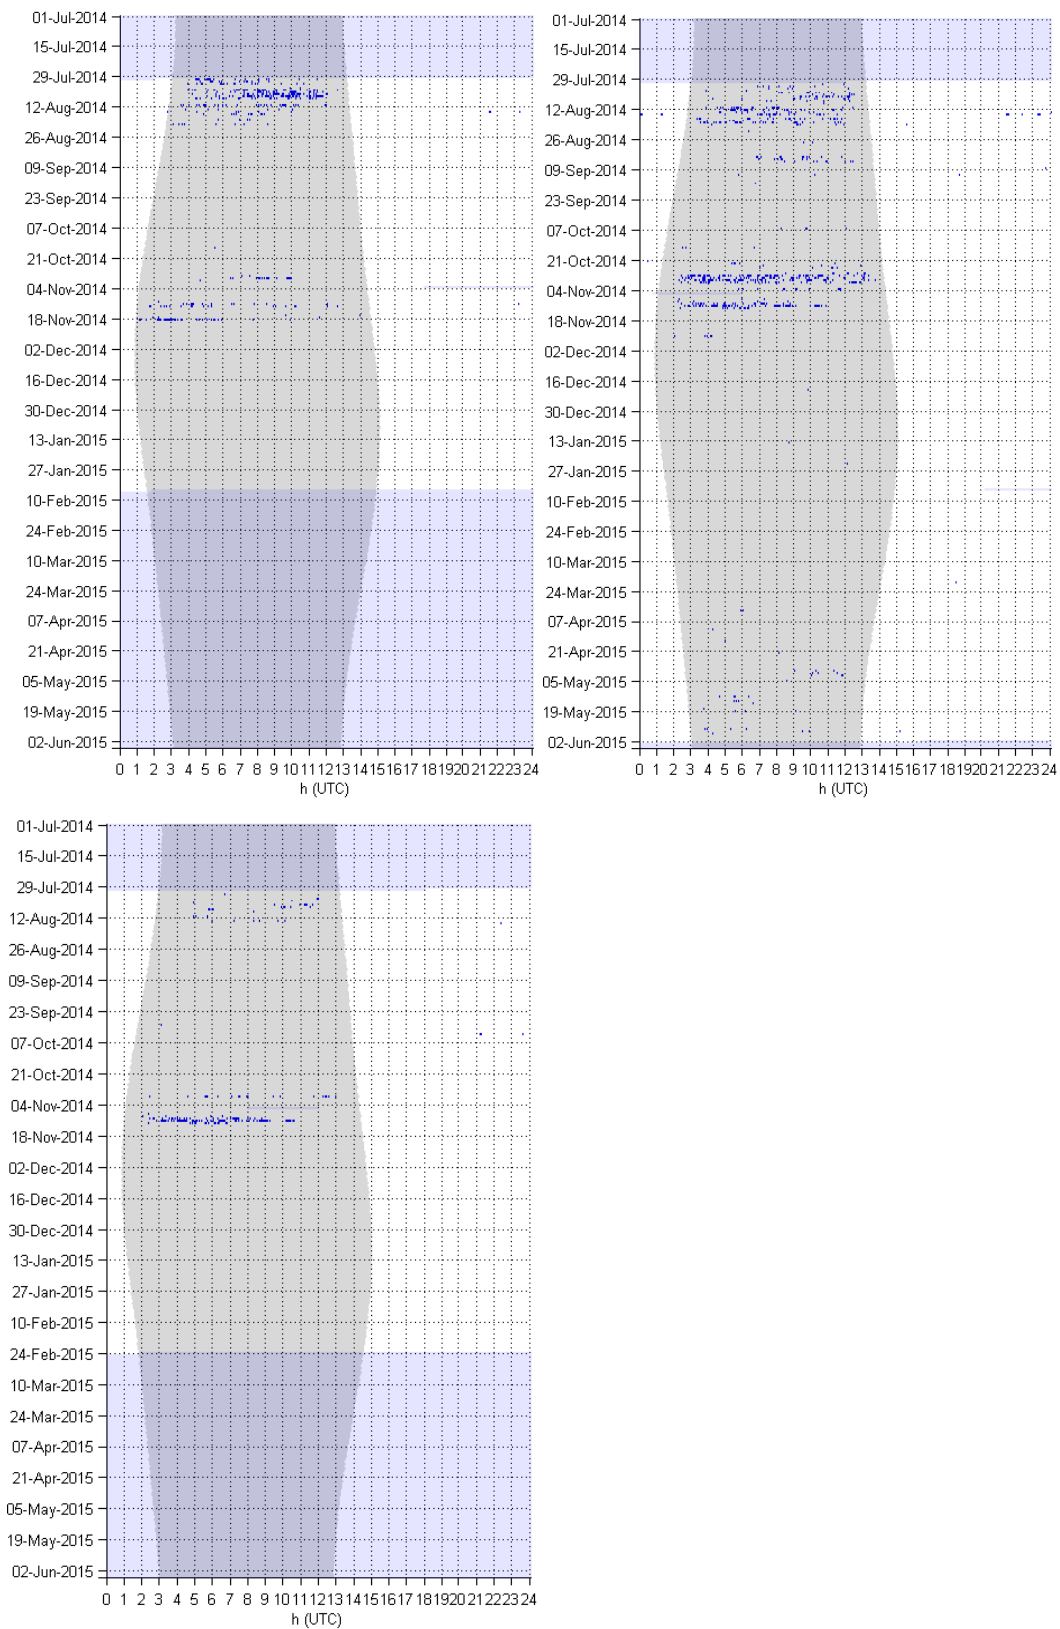 01-Jul-2014
15-Jul-2014
29-Jul-2014
12-Aug-2014
26-Aug-2014
09-Sep-2014
23-Sep-2014
07-Oct-2014
21-Oct-2014
04-Nov-2014
18-Nov-2014
02-Dec-2014
16-Dec-2014
30-Dec-2014
13-Jan-2015
27-Jan-2015
10-Feb-2015
24-Feb-2015
10-Mar-2015
24-Mar-2015
07-Apr-2015
21-Apr-2015
05-May-2015
19-May-2015
02-Jun-2015
0 1 2 3 4 5 6 7 8 9 10 11 12 13 14 15 16 17 18 19 20 21 22 23 24
h (UTC)
01-Jul-2014
15-Jul-2014
29-Jul-2014
12-Aug-2014
26-Aug-2014
09-Sep-2014
23-Sep-2014
07-Oct-2014
21-Oct-2014
04-Nov-2014
18-Nov-2014
02-Dec-2014
16-Dec-2014
30-Dec-2014
13-Jan-2015
27-Jan-2015
10-Feb-2015
24-Feb-2015
10-Mar-2015
24-Mar-2015
07-Apr-2015
21-Apr-2015
05-May-2015
19-May-2015
02-Jun-2015
0 1 2 3 4 5 6 7 8 9 10 11 12 13 14 15 16 17 18 19 20 21 22 23 24
h (UTC)
01-Jul-2014
15-Jul-2014
29-Jul-2014
12-Aug-2014
26-Aug-2014
09-Sep-2014
23-Sep-2014
07-Oct-2014
21-Oct-2014
04-Nov-2014
18-Nov-2014
02-Dec-2014
16-Dec-2014
30-Dec-2014
13-Jan-2015
27-Jan-2015
10-Feb-2015
24-Feb-2015
10-Mar-2015
24-Mar-2015
07-Apr-2015
21-Apr-2015
05-May-2015
19-May-2015
02-Jun-2015
0 1 2 3 4 5 6 7 8 9 10 11 12 13 14 15 16 17 18 19 20 21 22 23 24
h (UTC)